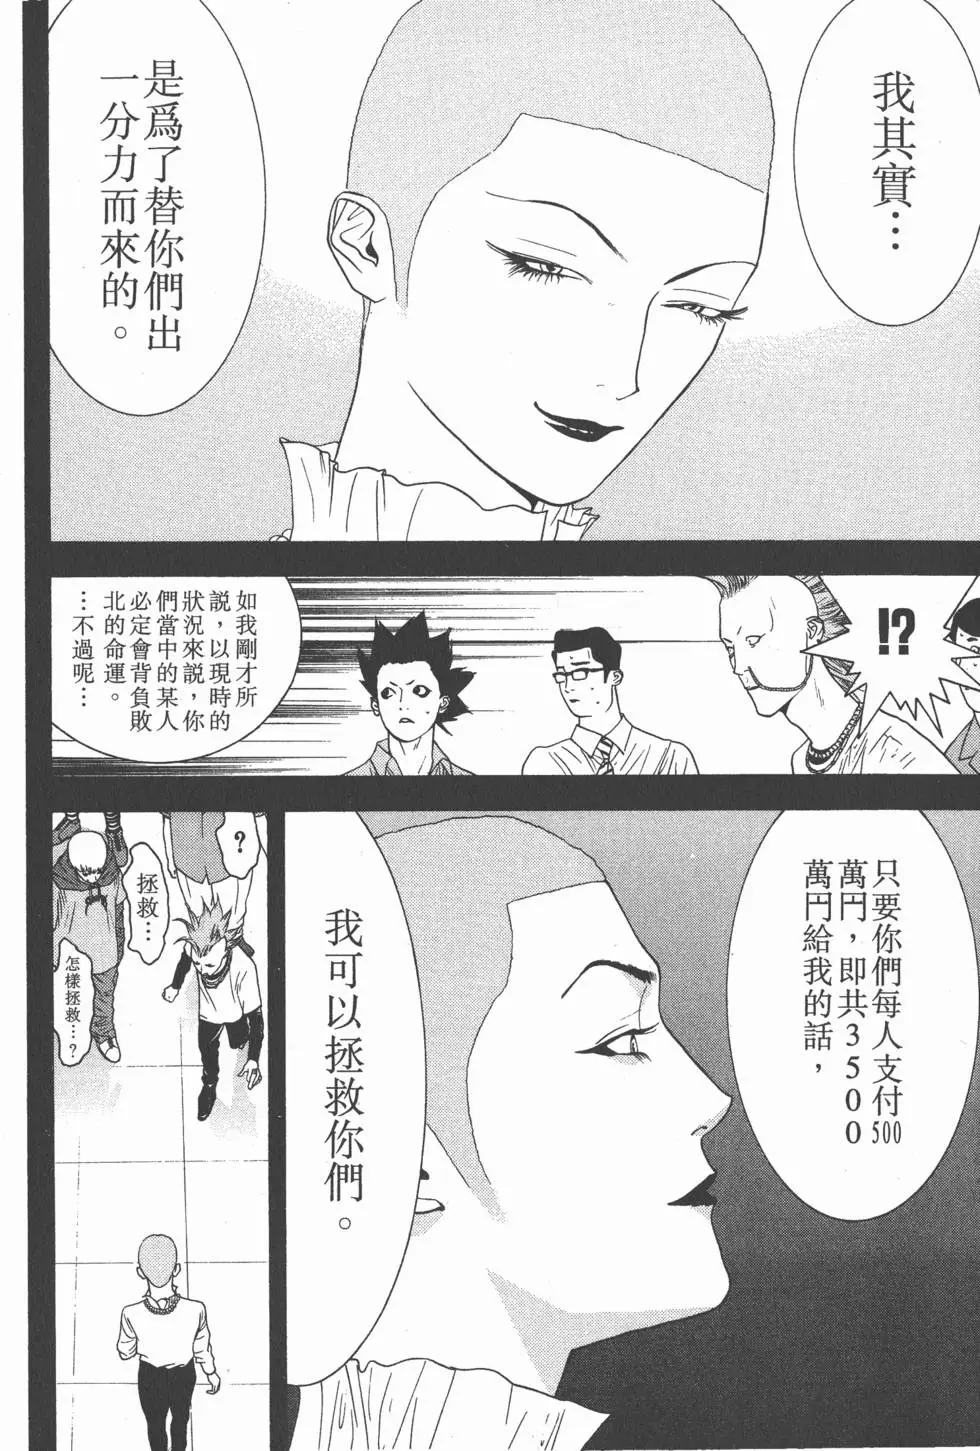 我其實…
是爲了替你們出
一分力而來的。
!?
如我剛才所
説，以現時的
狀況來説，你
們當中的某人
必定會背負敗
北的命運。
…不過呢…
只要你們每人支付500
萬円，即共3500
萬円給我的話，
我可以拯救你們。
?
拯救…
怎樣拯救…?